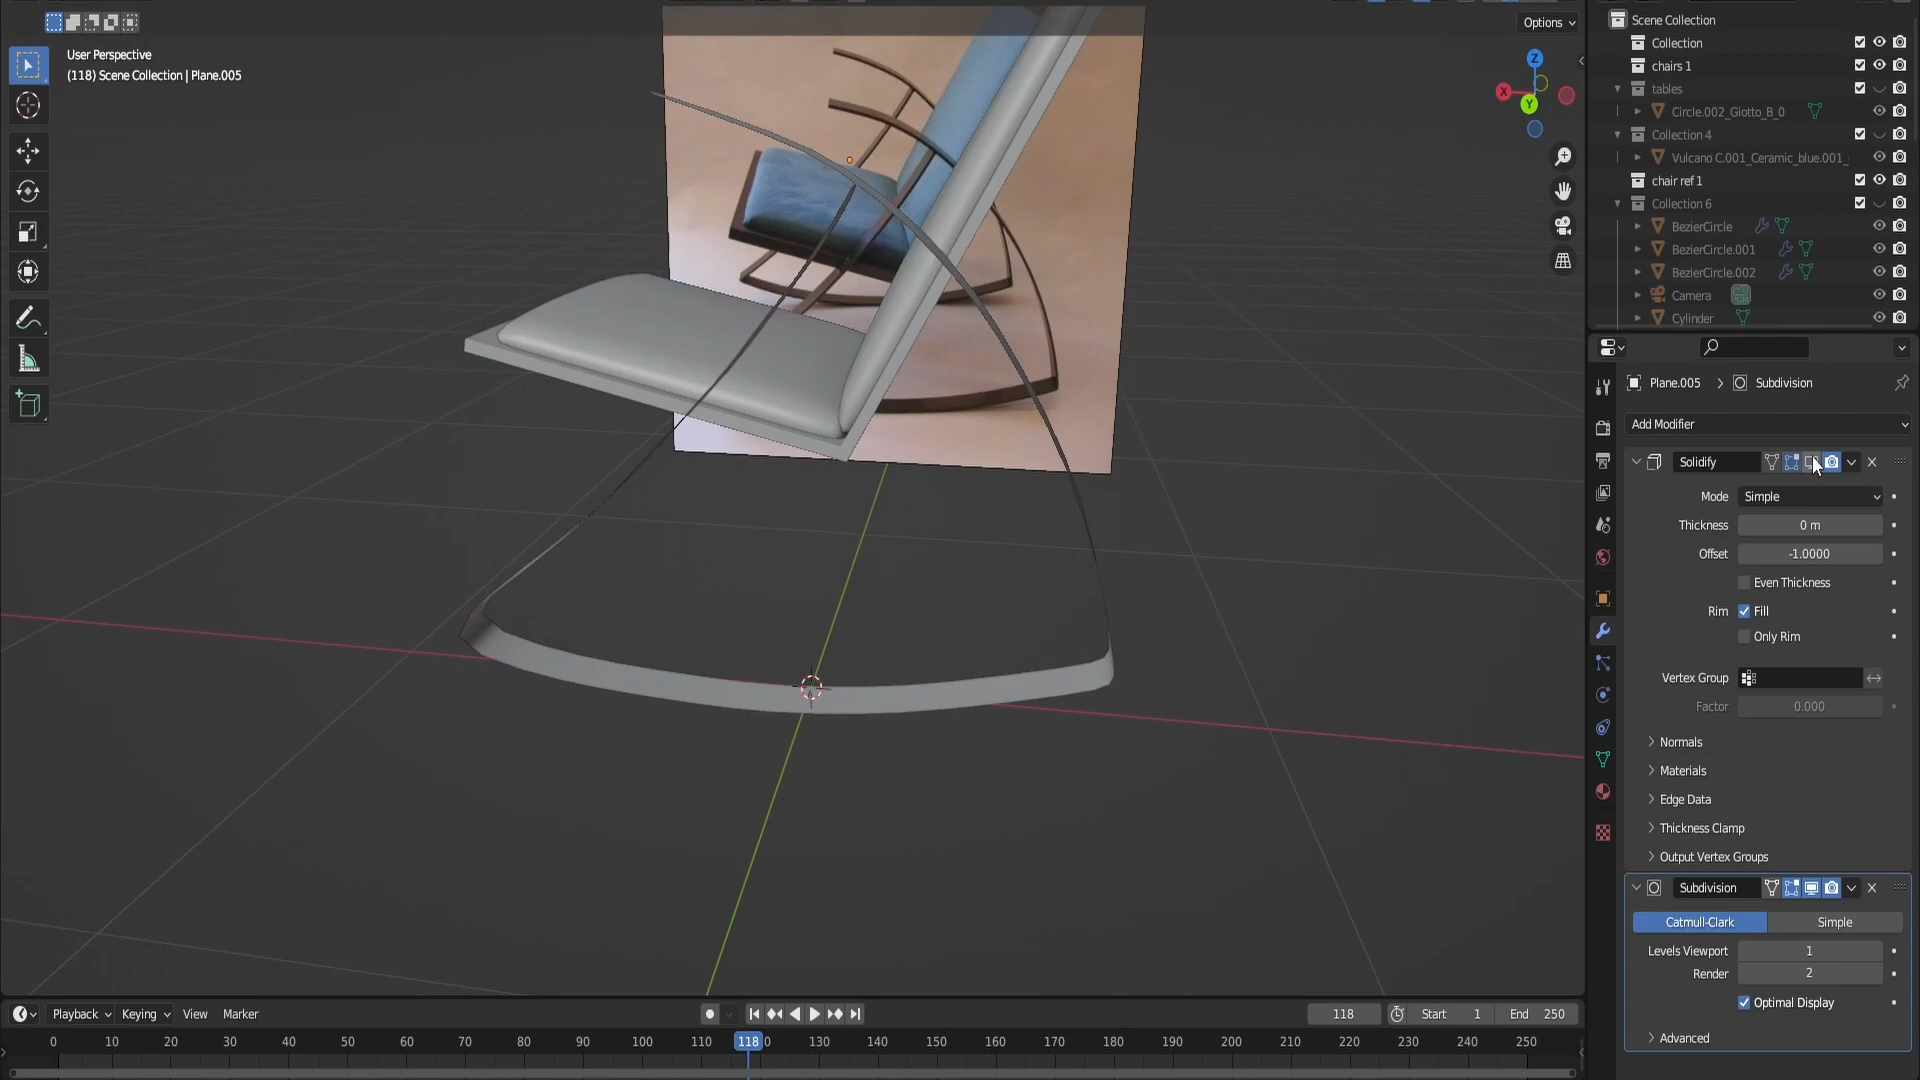 Options
User Perspective
(118) Scene Collection | Plane.005
Z
X
Y
Scene Collection
Collection
chairs 1
tables
Circle.002_Giotto_B_0
Collection 4
Vulcano C.001_Ceramic_blue.001_
chair ref 1
Collection 6
BezierCircle
BezierCircle.001
BezierCircle.002
Camera
Cylinder
Plane.005 > Subdivision
Add Modifier
Solidify
Mode Simple
Thickness 0 m
Offset -1.0000
Even Thickness
Rim Fill
Only Rim
Vertex Group
Factor 0.000
Normals
Materials
Edge Data
Thickness Clamp
Output Vertex Groups
Subdivision
Catmull-Clark Simple
Levels Viewport 1
Render 2
Optimal Display
Advanced
Playback Keying View Marker
118 Start 1 End 250
0 10 20 30 40 50 60 70 80 90 100 110 118 0 130 140 150 160 170 180 190 200 210 220 230 240 250